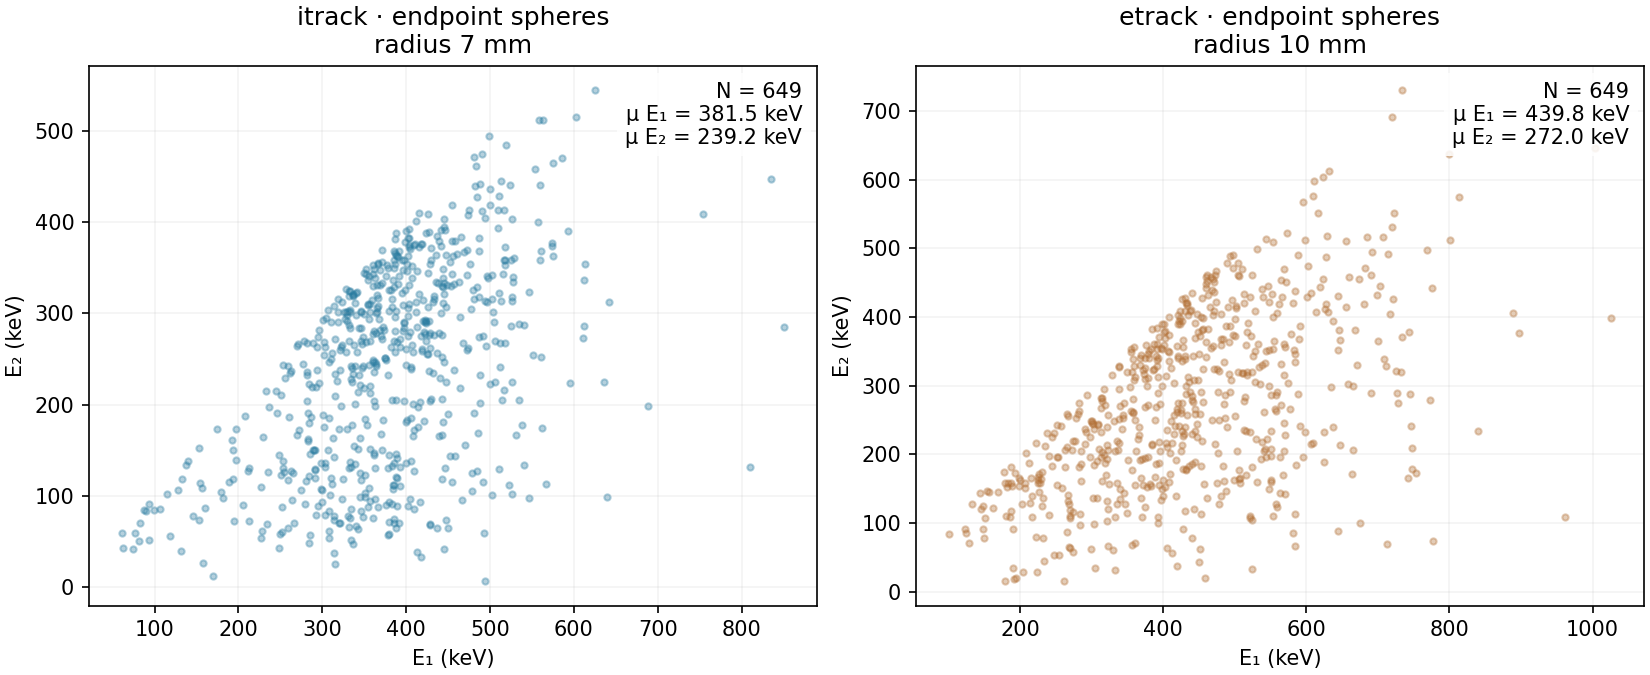 itrack · endpoint spheres
radius 7 mm
N = 649
μ E₁ = 381.5 keV
μ E₂ = 239.2 keV
500
400
300
200
100
0
E₂ (keV)
100 200 300 400 500 600 700 800
E₁ (keV)
etrack · endpoint spheres
radius 10 mm
N = 649
μ E₁ = 439.8 keV
μ E₂ = 272.0 keV
700
600
500
400
300
200
100
0
E₂ (keV)
200 400 600 800 1000
E₁ (keV)